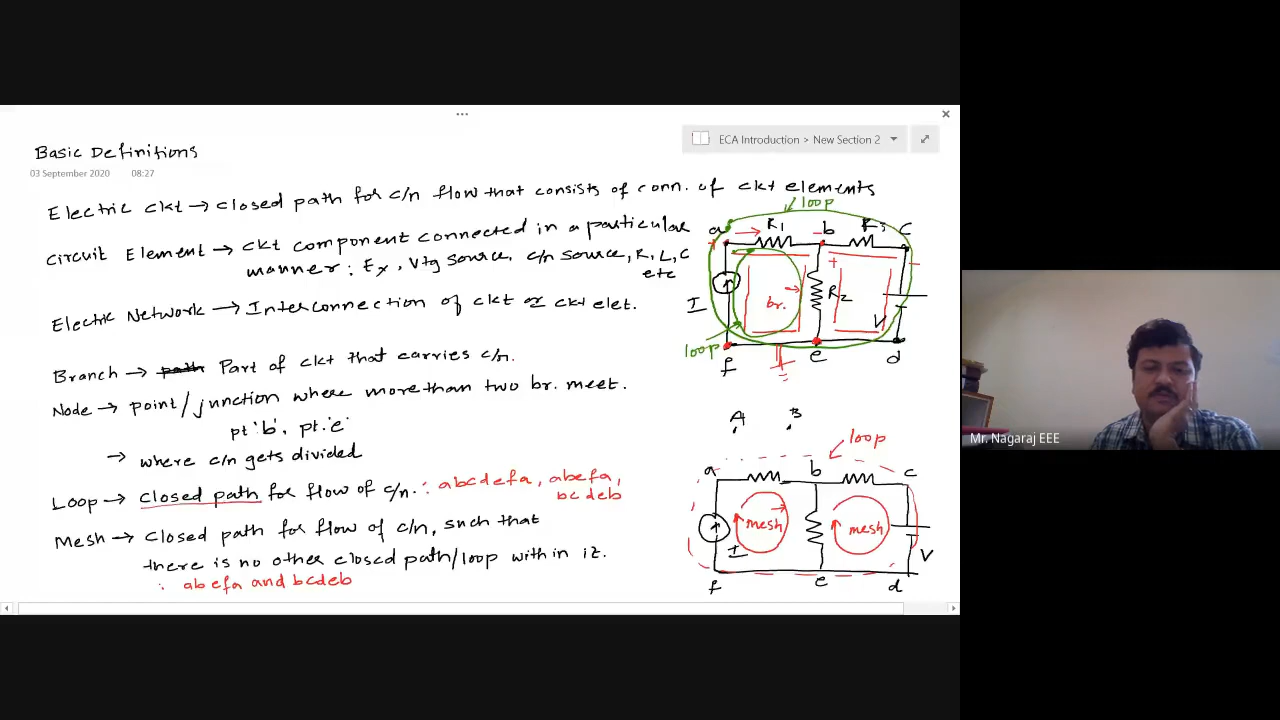 ECA Introduction > New Section 2
Basic Definitions
03 September 2020 08:27
Electric ckt → closed path for c/n flow that consists of conn. of ckt elements
Circuit Element → ckt component connected in a particular
manner : Ex, Vtg source, c/n source, R, L, C
etc
Electric Network → Interconnection of ckt or ckt elet.
Branch → path Part of ckt that carries c/n.
Node → point/junction where more than two br. meet.
pt 'b', pt. 'e'
→ where c/n gets divided
Loop → closed path for flow of c/n. : abcdefa, abefa,
bcdeb
Mesh → closed path for flow of c/n, such that
there is no other closed path/loop within it.
: abefa and bcdeb
loop
a R1 b c
I br. R2 V
loop
f e d
A B
loop
a b c
mesh mesh
I V
f e d
Mr. Nagaraj EEE